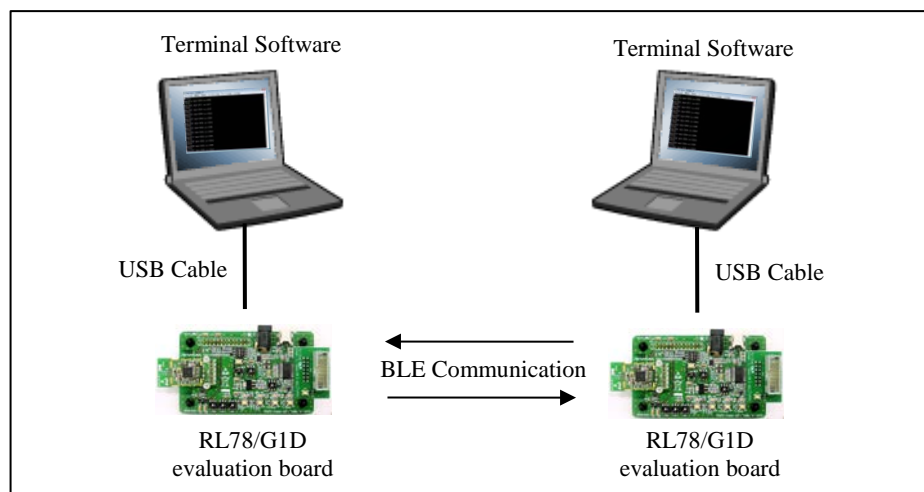 Terminal Software
Terminal Software
USB Cable
USB Cable
BLE Communication
RL78/G1D
evaluation board
RL78/G1D
evaluation board